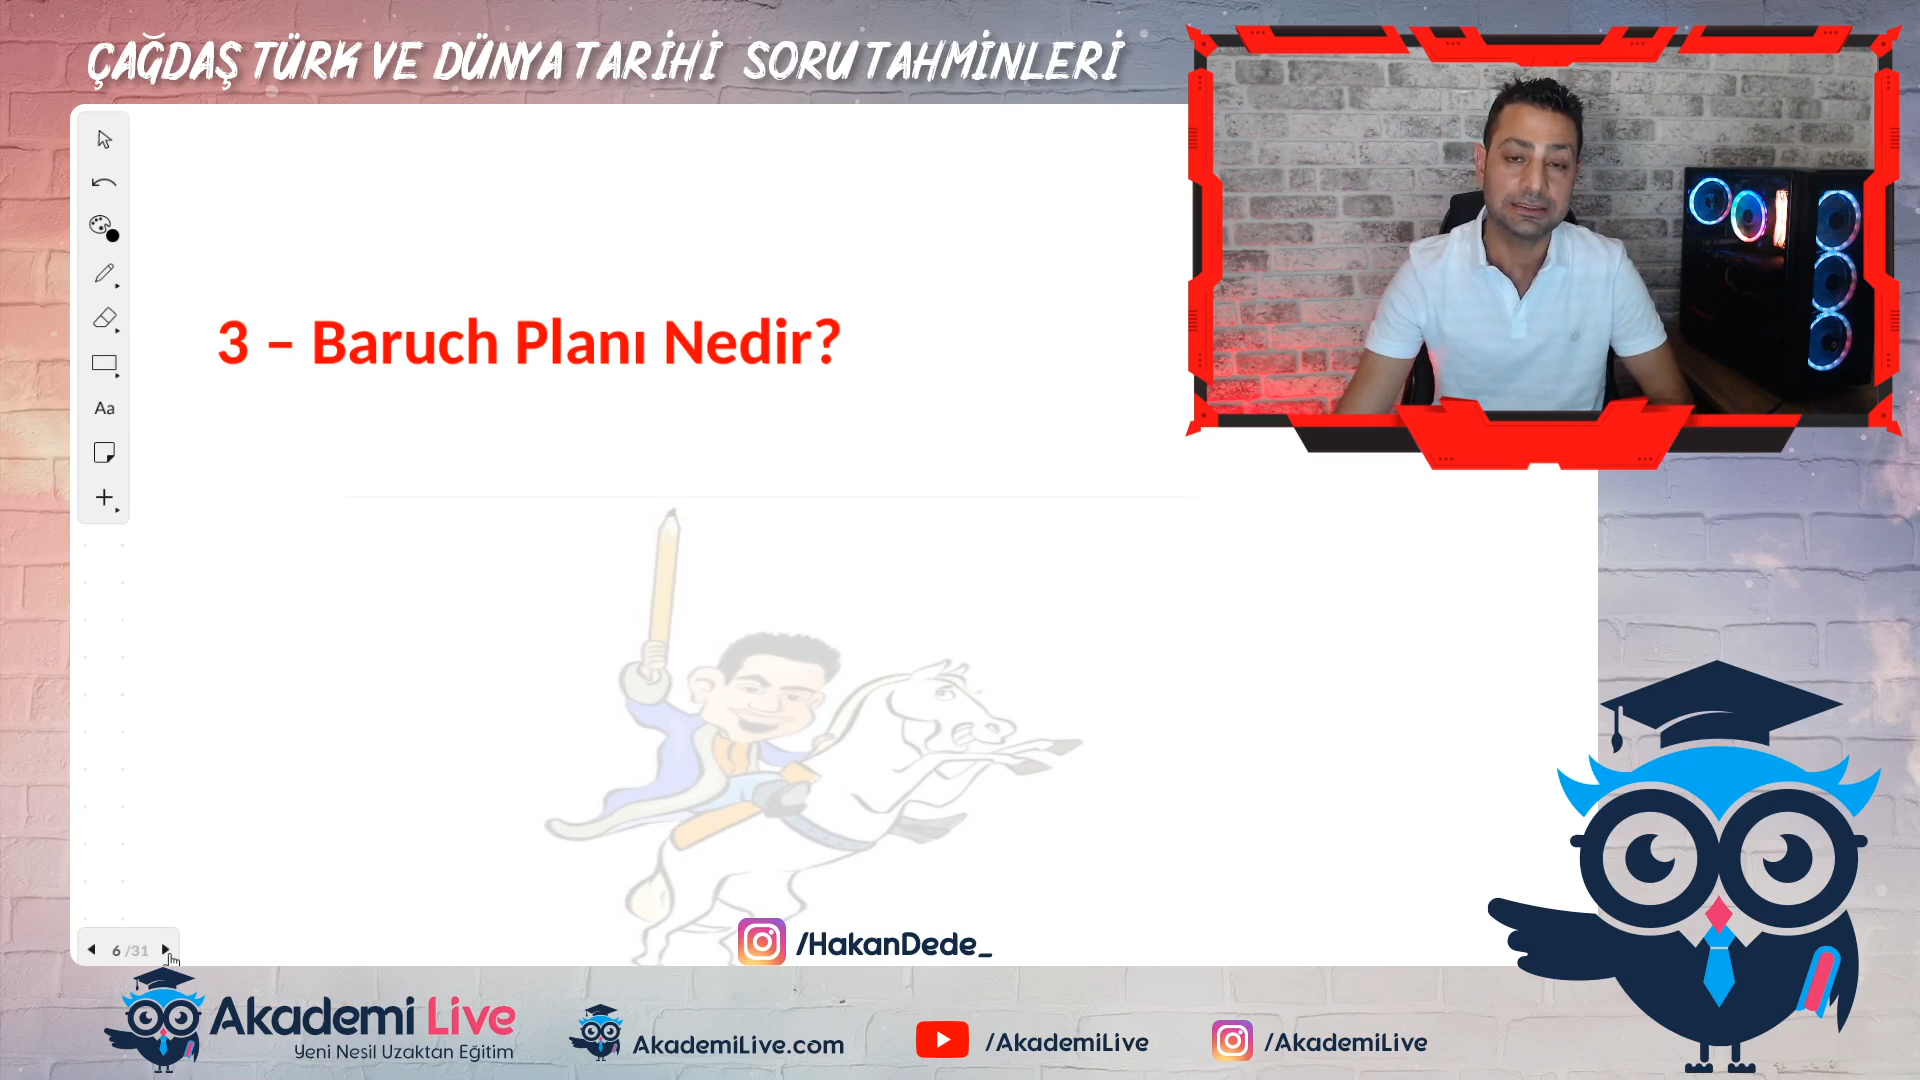 ÇAĞDAŞ TÜRK VE DÜNYA TARİHİ SORU TAHMİNLERİ
3 – Baruch Planı Nedir?
Aa
6 /31
/HakanDede_
Akademi Live
Yeni Nesil Uzaktan Eğitim
AkademiLive.com
/AkademiLive
/AkademiLive